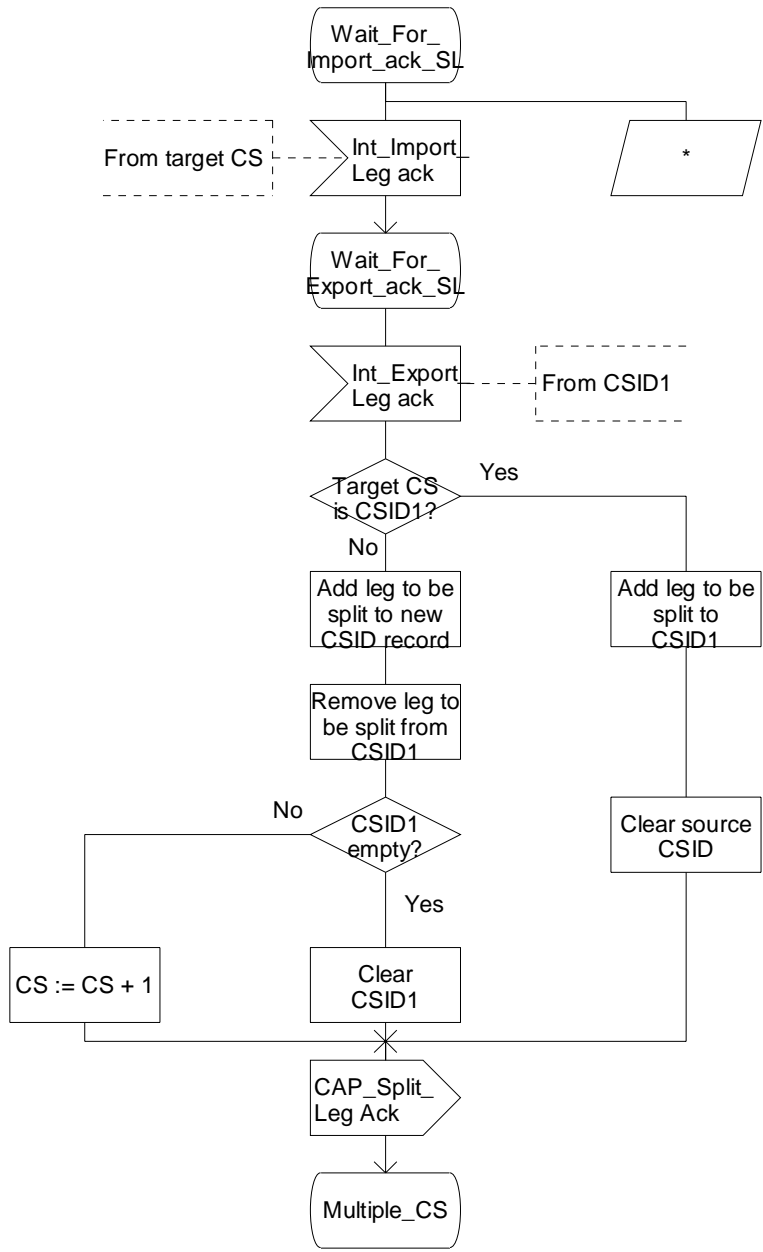 Wait_For_
Import_ack_SL
From target CS
Int_Import_
Leg ack
*
Wait_For_
Export_ack_SL
Int_Export_
Leg ack
From CSID1
Target CS
is CSID1?
Yes
No
Add leg to be
split to new
CSID record
Add leg to be
split to
CSID1
Remove leg to
be split from
CSID1
No
CSID1
empty?
Clear source
CSID
Yes
CS := CS + 1
Clear
CSID1
CAP_Split_
Leg Ack
Multiple_CS